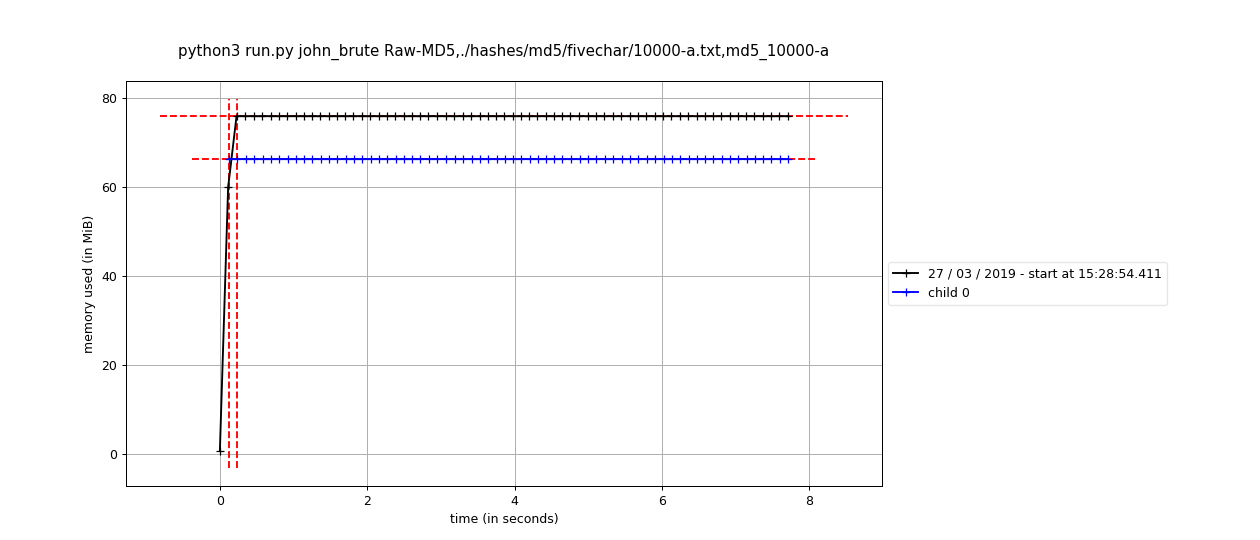 python3 run.py john_brute Raw-MD5,./hashes/md5/fivechar/10000-a.txt,md5_10000-a
80
60
40
20
0
memory used (in MiB)
0 2 4 6 8
time (in seconds)
27 / 03 / 2019 - start at 15:28:54.411
child 0